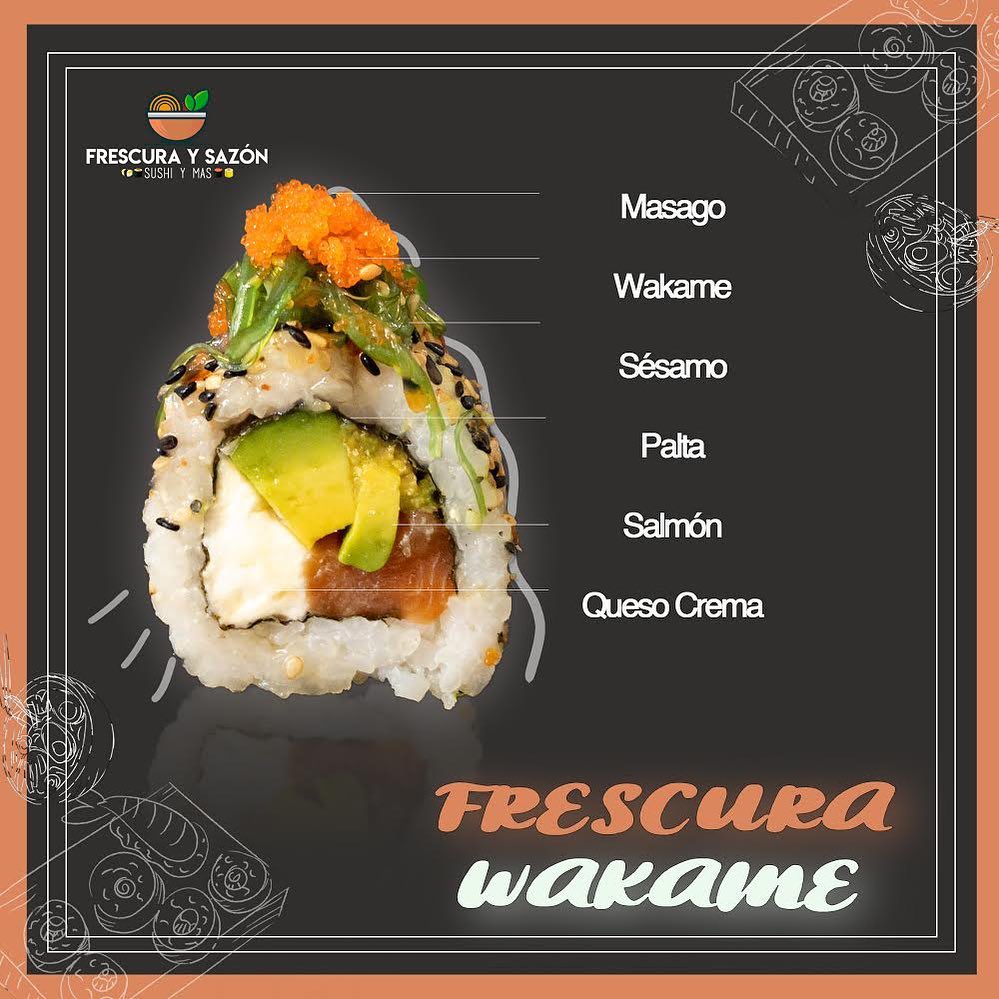 FRESCURA Y SAZÓN
SUSHI Y MAS
Masago
Wakame
Sésamo
Palta
Salmón
Queso Crema
FRESCURA
WAKAME